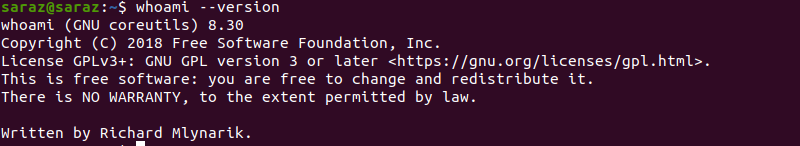 saraz@saraz:~$ whoami --version
whoami (GNU coreutils) 8.30
Copyright (C) 2018 Free Software Foundation, Inc.
License GPLv3+: GNU GPL version 3 or later <https://gnu.org/licenses/gpl.html>.
This is free software: you are free to change and redistribute it.
There is NO WARRANTY, to the extent permitted by law.
Written by Richard Mlynarik.